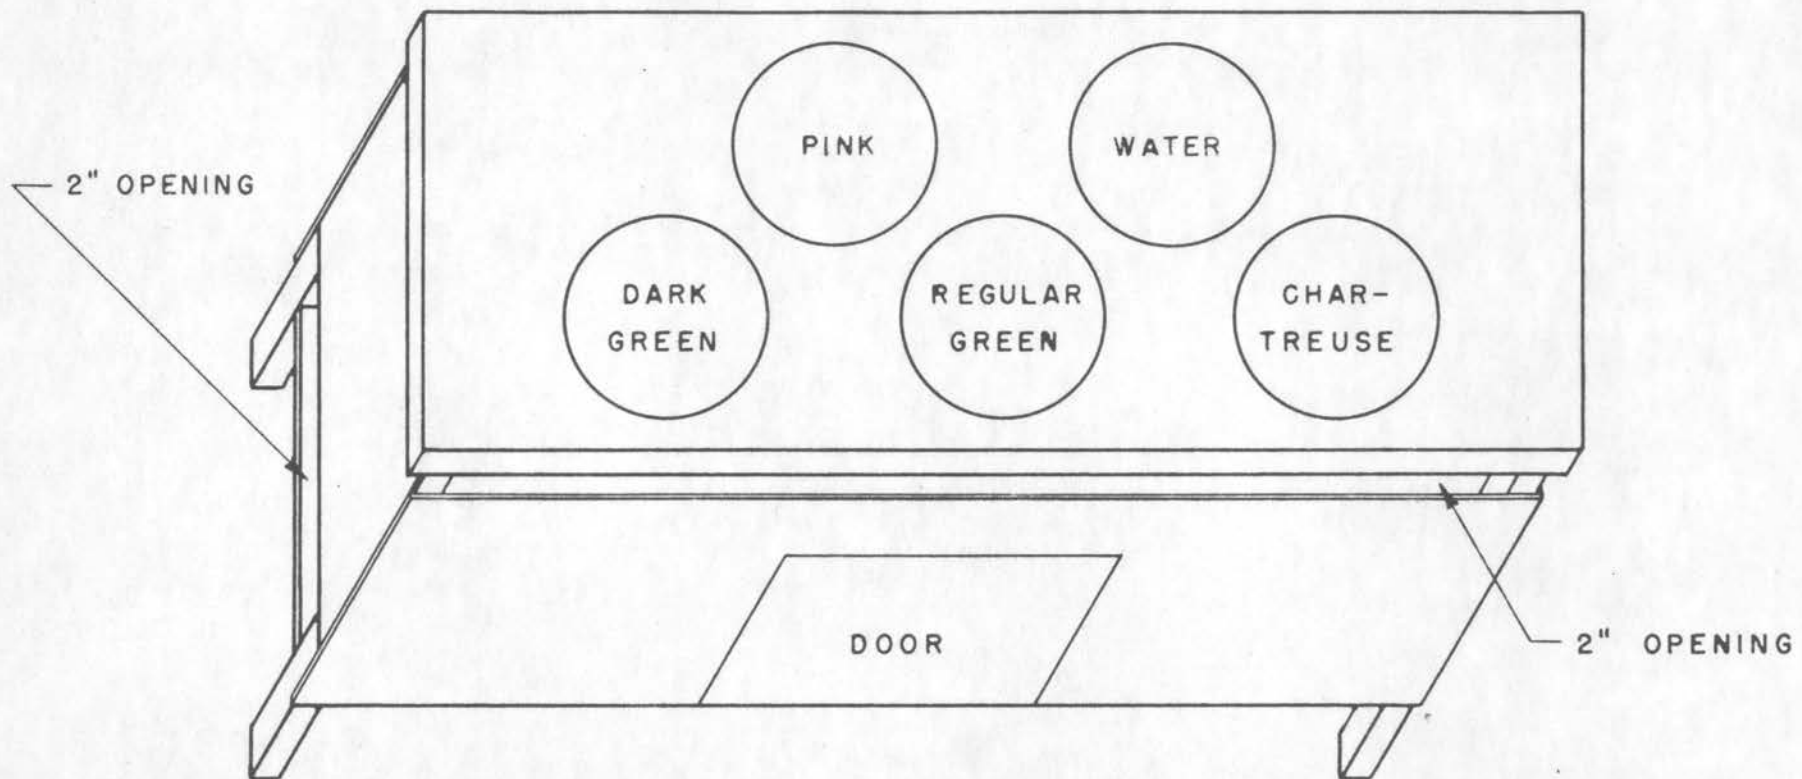 PINK
WATER
2" OPENING
DARK
GREEN
REGULAR
GREEN
CHAR-
TREUSE
DOOR
2" OPENING